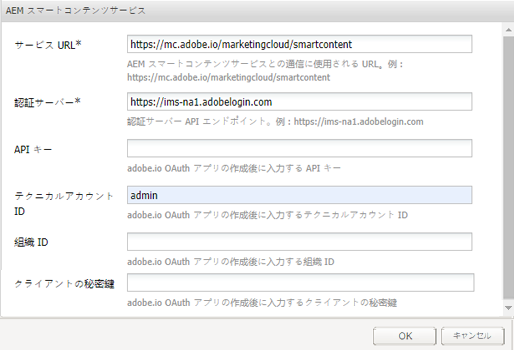 AEM スマートコンテンツサービス
サービス URL*
https://mc.adobe.io/marketingcloud/smartcontent
AEM スマートコンテンツサービスとの通信に使用される URL。例：
https://mc.adobe.io/marketingcloud/smartcontent
認証サーバー*
https://ims-na1.adobelogin.com
認証サーバー API エンドポイント。例：https://ims-na1.adobelogin.com
API キー
adobe.io OAuth アプリの作成後に入力する API キー
テクニカルアカウント
ID
admin
adobe.io OAuth アプリの作成後に入力するテクニカルアカウント ID
組織 ID
adobe.io OAuth アプリの作成後に入力する組織 ID
クライアントの秘密鍵
adobe.io OAuth アプリの作成後に入力するクライアントの秘密鍵
OK
キャンセル